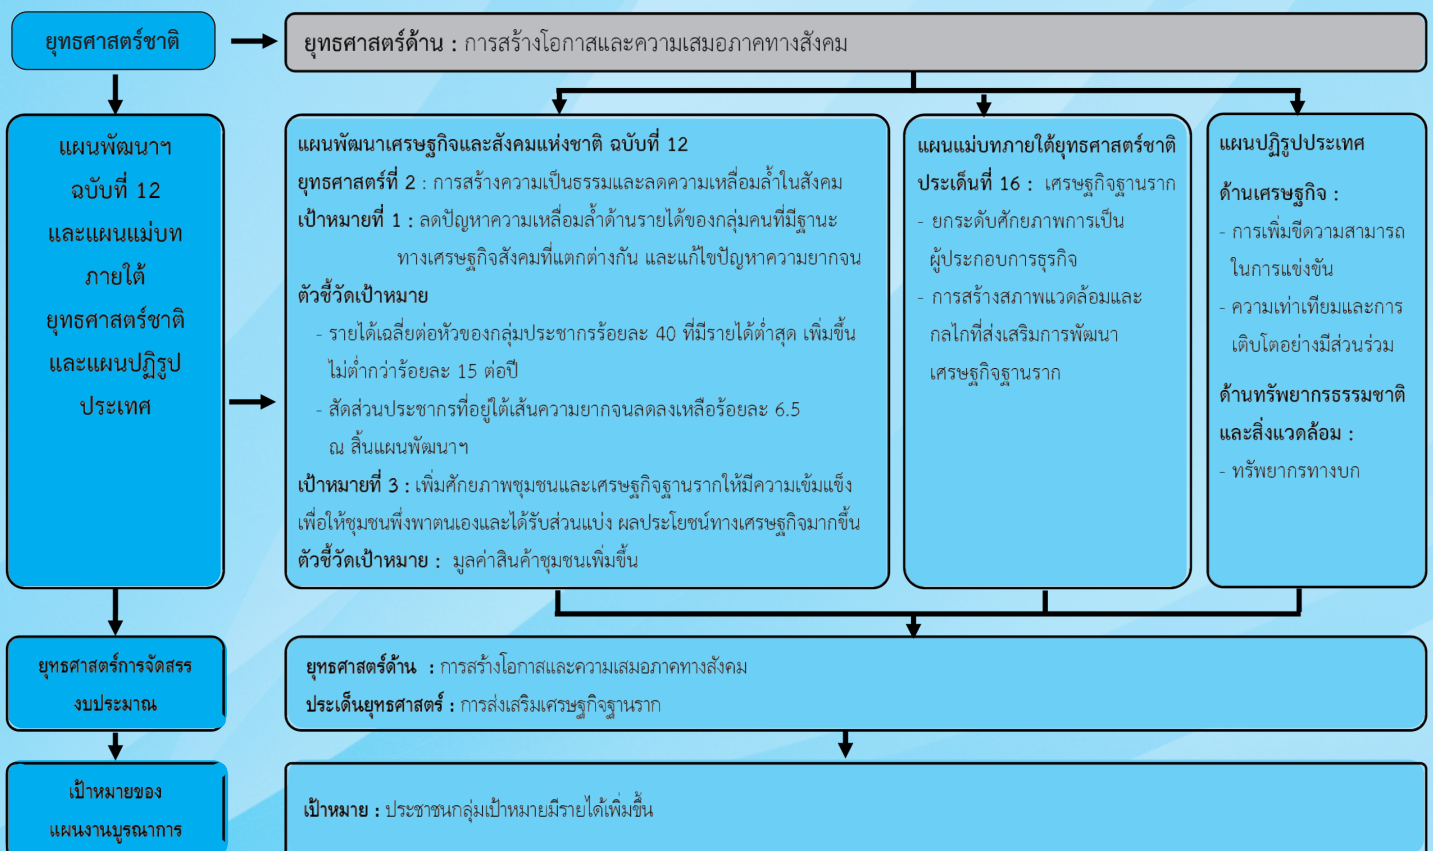 ยุทธศาสตร์ชาติ
ยุทธศาสตร์ด้าน : การสร้างโอกาสและความเสมอภาคทางสังคม
แผนพัฒนาฯ
ฉบับที่ 12
และแผนแม่บท
ภายใต้
ยุทธศาสตร์ชาติ
และแผนปฏิรูป
ประเทศ
แผนพัฒนาเศรษฐกิจและสังคมแห่งชาติ ฉบับที่ 12
ยุทธศาสตร์ที่ 2 : การสร้างความเป็นธรรมและลดความเหลื่อมล้ำในสังคม
เป้าหมายที่ 1 : ลดปัญหาความเหลื่อมล้ำด้านรายได้ของกลุ่มคนที่มีฐานะ
ทางเศรษฐกิจสังคมที่แตกต่างกัน และแก้ไขปัญหาความยากจน
ตัวชี้วัดเป้าหมาย
- รายได้เฉลี่ยต่อหัวของกลุ่มประชากรร้อยละ 40 ที่มีรายได้ต่ำสุด เพิ่มขึ้น
ไม่ต่ำกว่าร้อยละ 15 ต่อปี
- สัดส่วนประชากรที่อยู่ใต้เส้นความยากจนลดลงเหลือร้อยละ 6.5
ณ สิ้นแผนพัฒนาฯ
เป้าหมายที่ 3 : เพิ่มศักยภาพชุมชนและเศรษฐกิจฐานรากให้มีความเข้มแข็ง
เพื่อให้ชุมชนพึ่งพาตนเองและได้รับส่วนแบ่ง ผลประโยชน์ทางเศรษฐกิจมากขึ้น
ตัวชี้วัดเป้าหมาย : มูลค่าสินค้าชุมชนเพิ่มขึ้น
แผนแม่บทภายใต้ยุทธศาสตร์ชาติ
ประเด็นที่ 16 : เศรษฐกิจฐานราก
- ยกระดับศักยภาพการเป็น
ผู้ประกอบการธุรกิจ
- การสร้างสภาพแวดล้อมและ
กลไกที่ส่งเสริมการพัฒนา
เศรษฐกิจฐานราก
แผนปฏิรูปประเทศ
ด้านเศรษฐกิจ :
- การเพิ่มขีดความสามารถ
ในการแข่งขัน
- ความเท่าเทียมและการ
เติบโตอย่างมีส่วนร่วม
ด้านทรัพยากรธรรมชาติ
และสิ่งแวดล้อม :
- ทรัพยากรทางบก
ยุทธศาสตร์การจัดสรร
งบประมาณ
ยุทธศาสตร์ด้าน : การสร้างโอกาสและความเสมอภาคทางสังคม
ประเด็นยุทธศาสตร์ : การส่งเสริมเศรษฐกิจฐานราก
เป้าหมายของ
แผนงานบูรณาการ
เป้าหมาย : ประชาชนกลุ่มเป้าหมายมีรายได้เพิ่มขึ้น